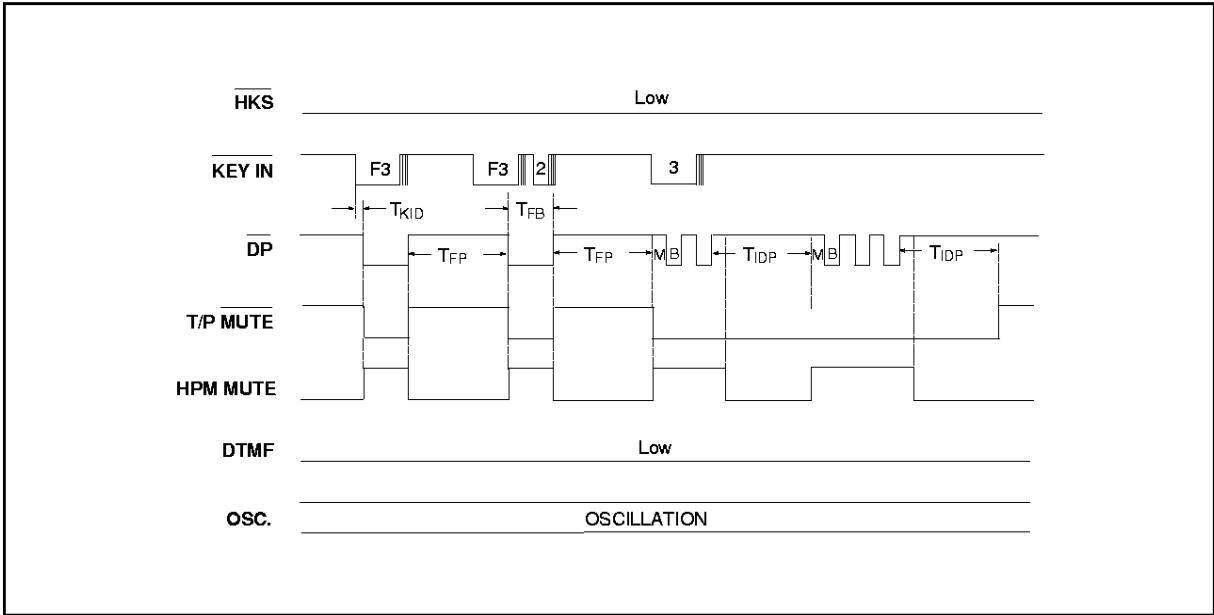 HKS Low
KEY IN F3 F3 2 3
TKID TFB
DP TFP TFP M B TIDP M B TIDP
T/P MUTE
HPM MUTE
DTMF Low
OSC. OSCILLATION